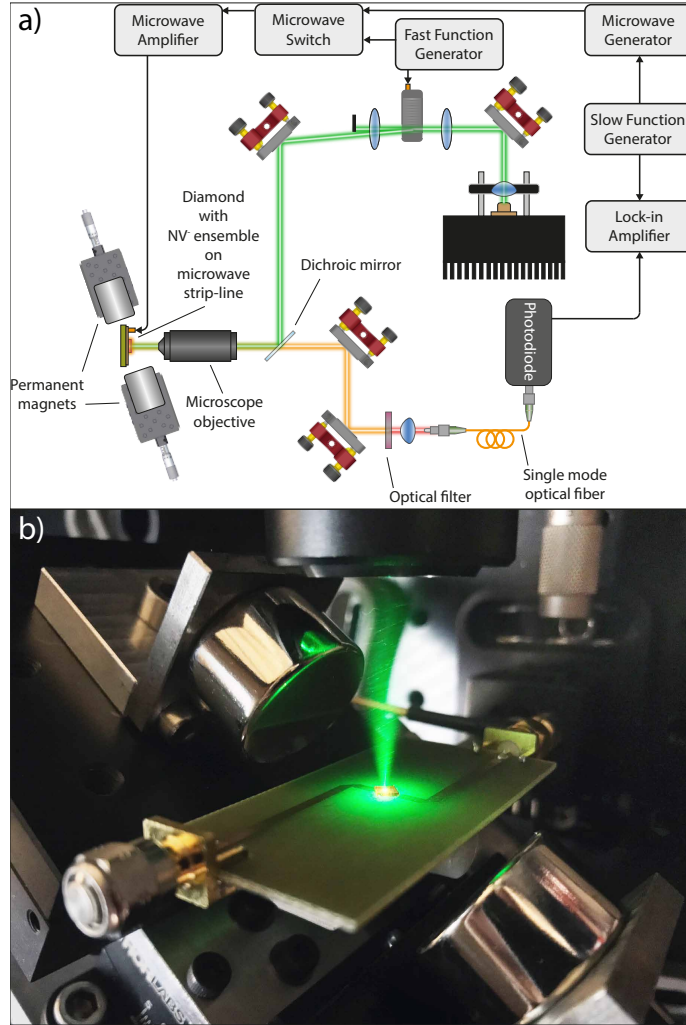 a)
Microwave
Amplifier
Microwave
Switch
Fast Function
Generator
Microwave
Generator
Slow Function
Generator
Lock-in
Amplifier
Diamond
with
NV⁻ ensemble
on
microwave
strip-line
Dichroic mirror
Photodiode
Permanent
magnets
Microscope
objective
Optical filter
Single mode
optical fiber
b)